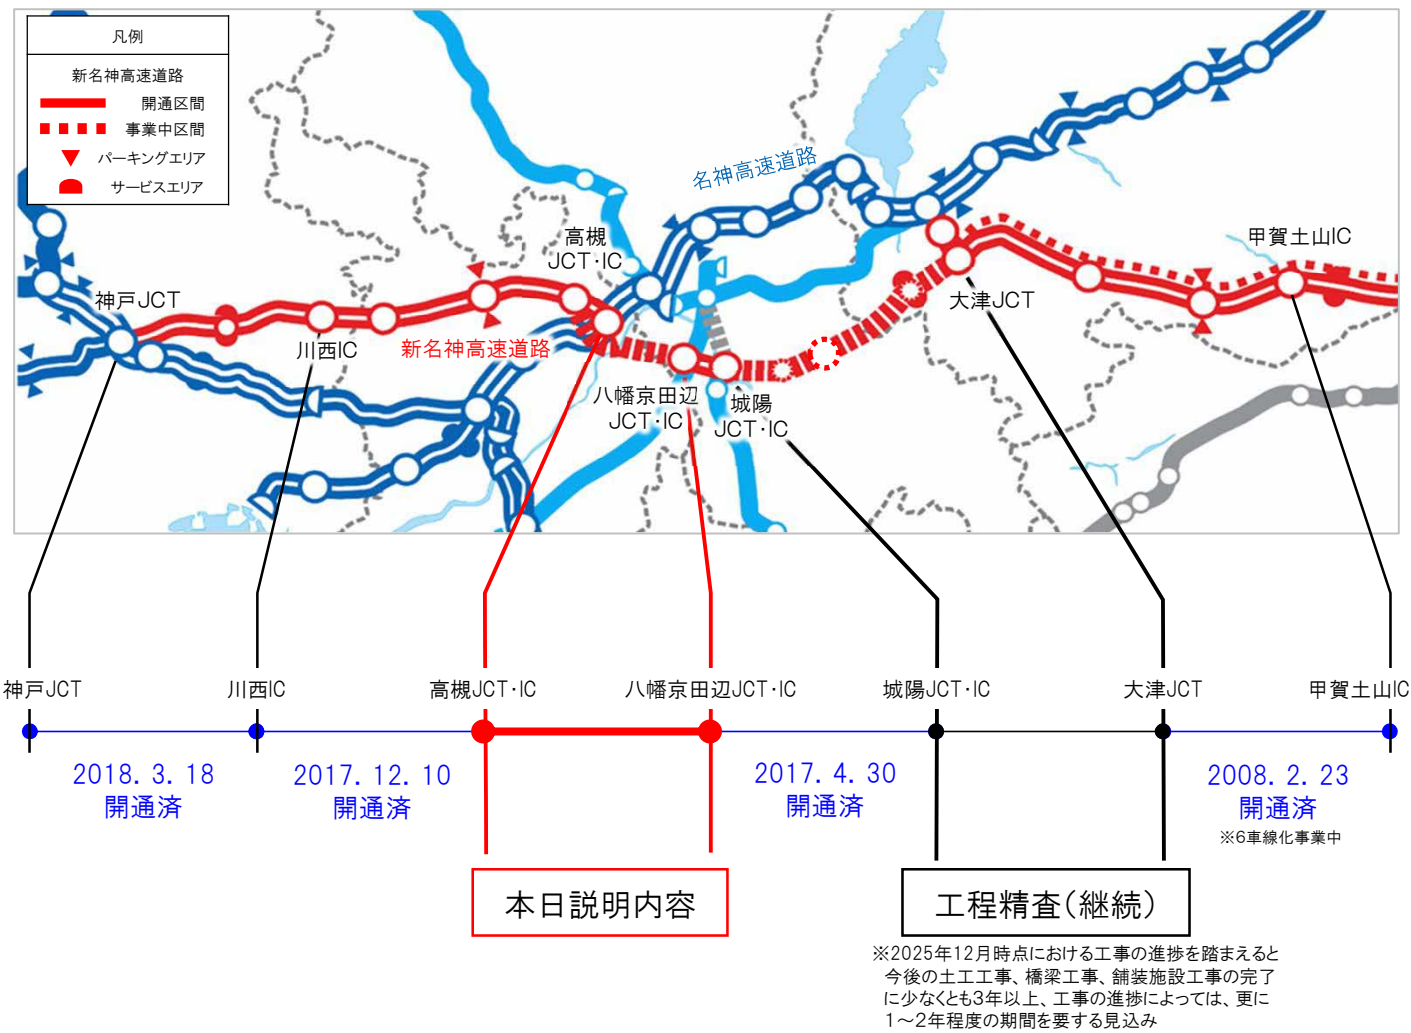 凡例
新名神高速道路
開通区間
事業中区間
パーキングエリア
サービスエリア
名神高速道路
高槻
JCT・IC
甲賀土山IC
神戸JCT
大津JCT
川西IC
新名神高速道路
八幡京田辺
JCT・IC
城陽
JCT・IC
神戸JCT
川西IC
高槻JCT・IC
八幡京田辺JCT・IC
城陽JCT・IC
大津JCT
甲賀土山IC
2018. 3. 18
開通済
2017. 12. 10
開通済
2017. 4. 30
開通済
2008. 2. 23
開通済
※6車線化事業中
本日説明内容
工程精査(継続)
※2025年12月時点における工事の進捗を踏まえると
今後の土工工事、橋梁工事、舗装施設工事の完了
に少なくとも3年以上、工事の進捗によっては、更に
1～2年程度の期間を要する見込み